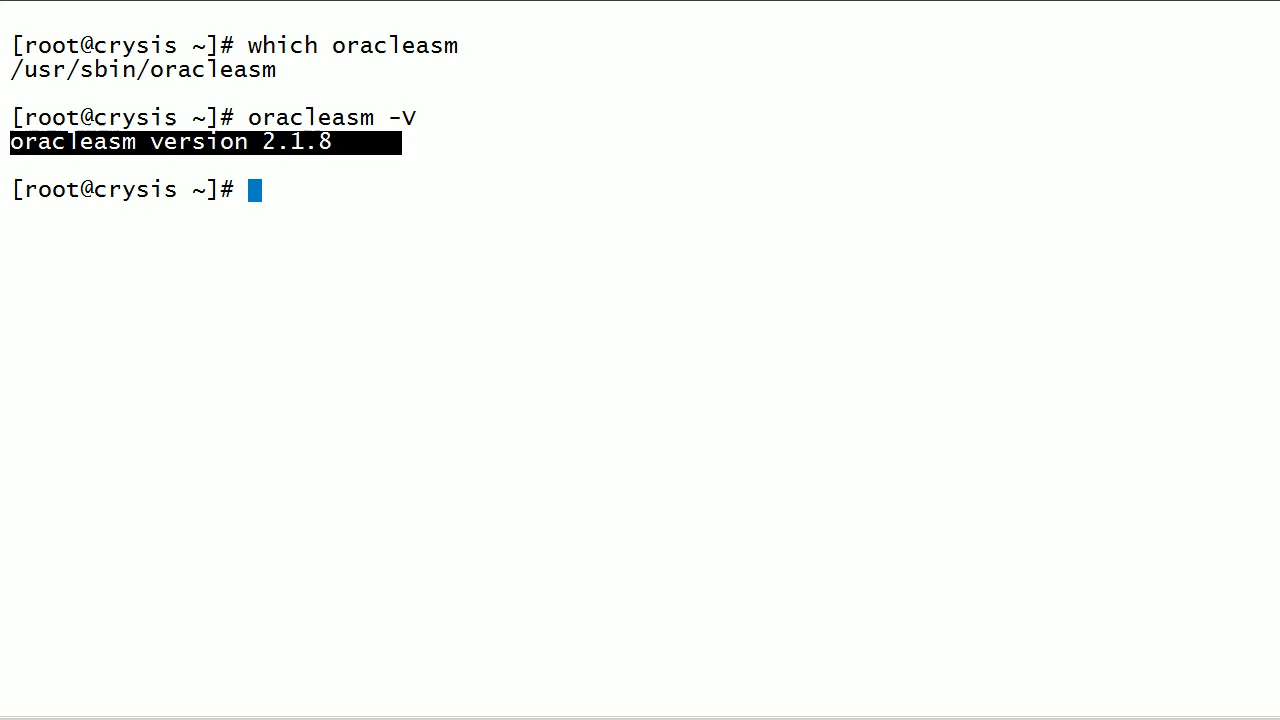 [root@crysis ~]# which oracleasm
/usr/sbin/oracleasm
[root@crysis ~]# oracleasm -V
oracleasm version 2.1.8
[root@crysis ~]#